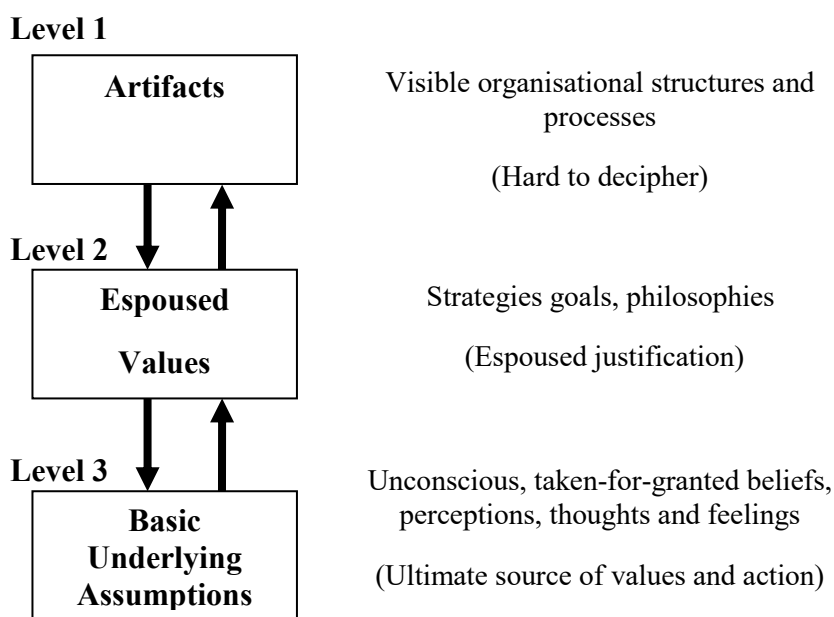 Level 1
Artifacts
Visible organisational structures and
processes
(Hard to decipher)
Level 2
Espoused
Values
Strategies goals, philosophies
(Espoused justification)
Level 3
Basic
Underlying
Assumptions
Unconscious, taken-for-granted beliefs,
perceptions, thoughts and feelings
(Ultimate source of values and action)